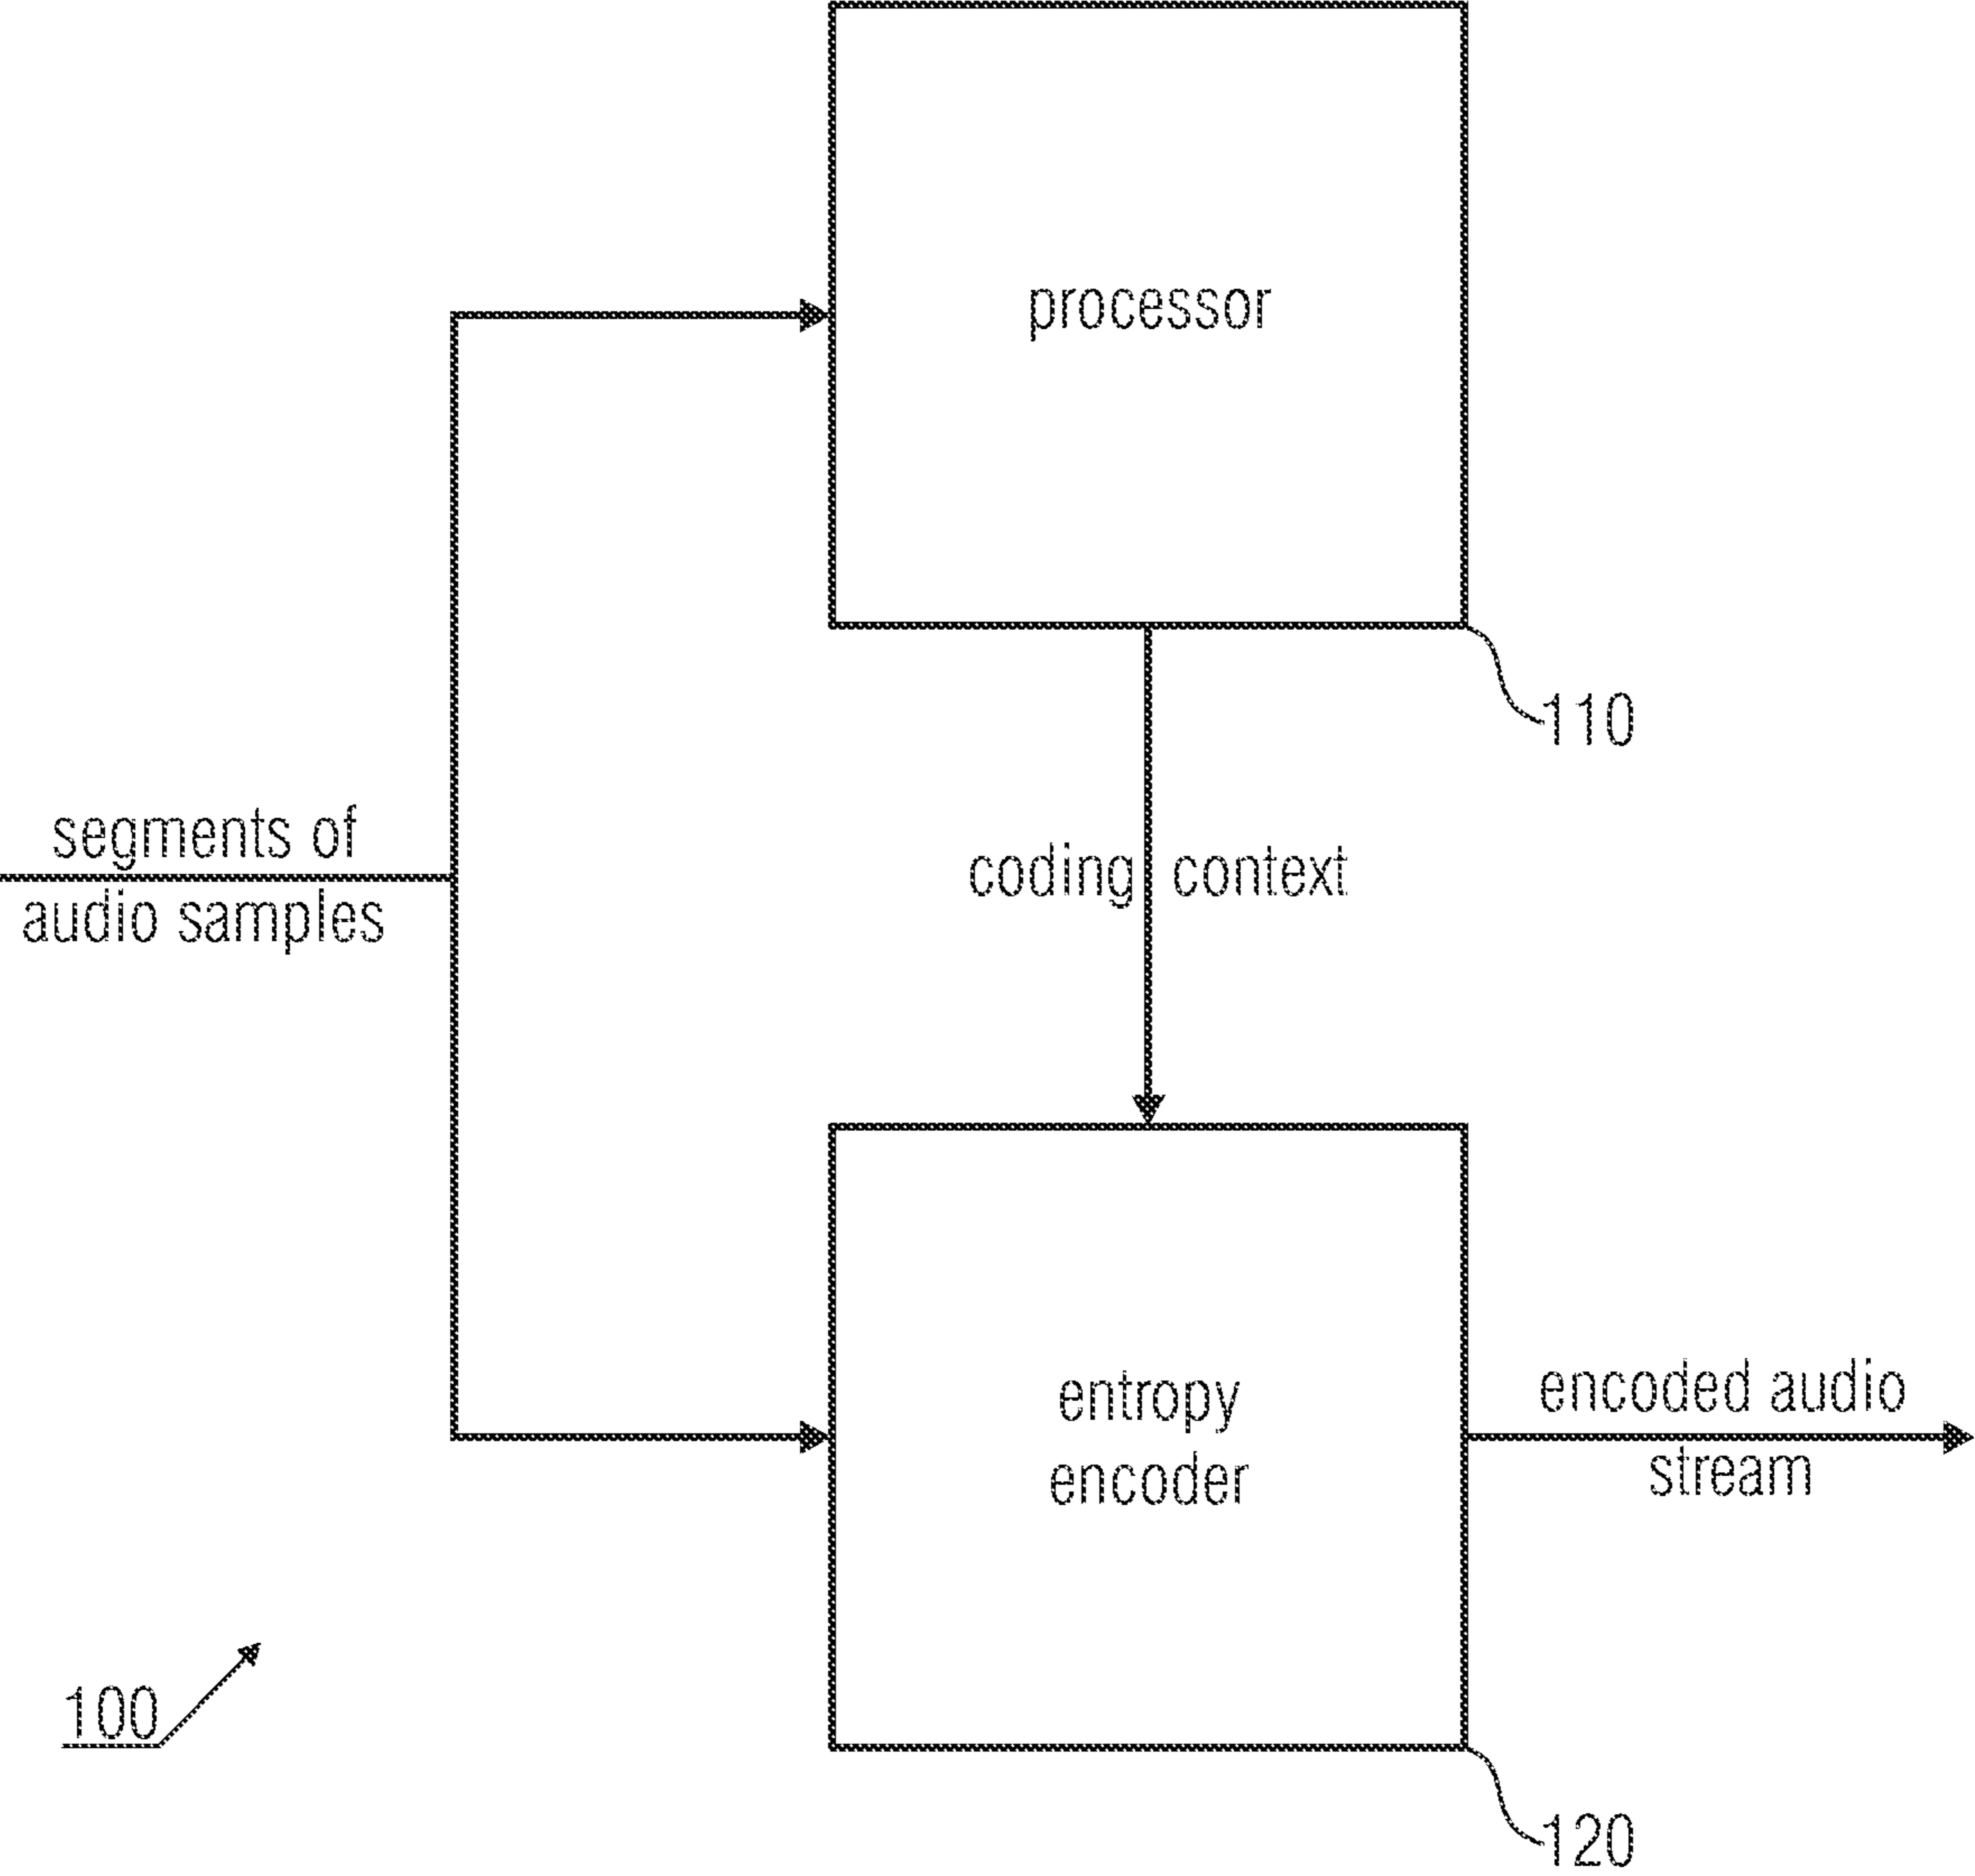 processor
110
segments of
audio samples
coding context
entropy
encoder
encoded audio
stream
100
120